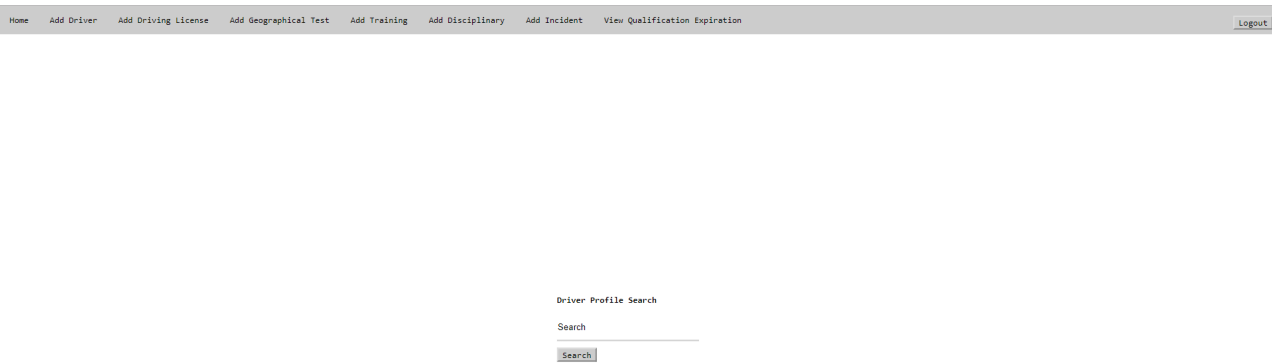 Home Add Driver Add Driving License Add Geographical Test Add Training Add Disciplinary Add Incident View Qualification Expiration Logout
Driver Profile Search
Search
Search